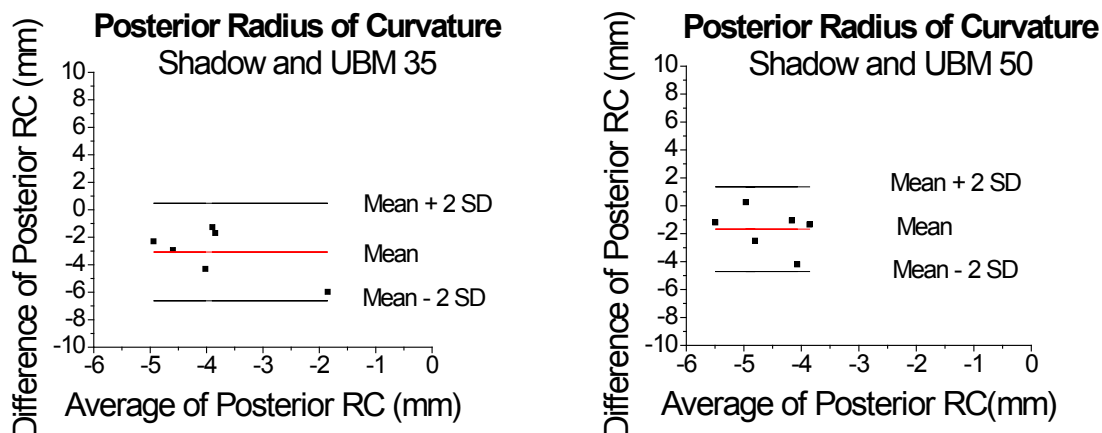 Posterior Radius of Curvature
Shadow and UBM 35
Difference of Posterior RC (mm)
10
8
6
4
2
0
-2
-4
-6
-8
-10
Mean + 2 SD
Mean
Mean - 2 SD
-6 -5 -4 -3 -2 -1 0
Average of Posterior RC (mm)
Posterior Radius of Curvature
Shadow and UBM 50
Difference of Posterior RC (mm)
10
8
6
4
2
0
-2
-4
-6
-8
-10
Mean + 2 SD
Mean
Mean - 2 SD
-6 -5 -4 -3 -2 -1 0
Average of Posterior RC(mm)